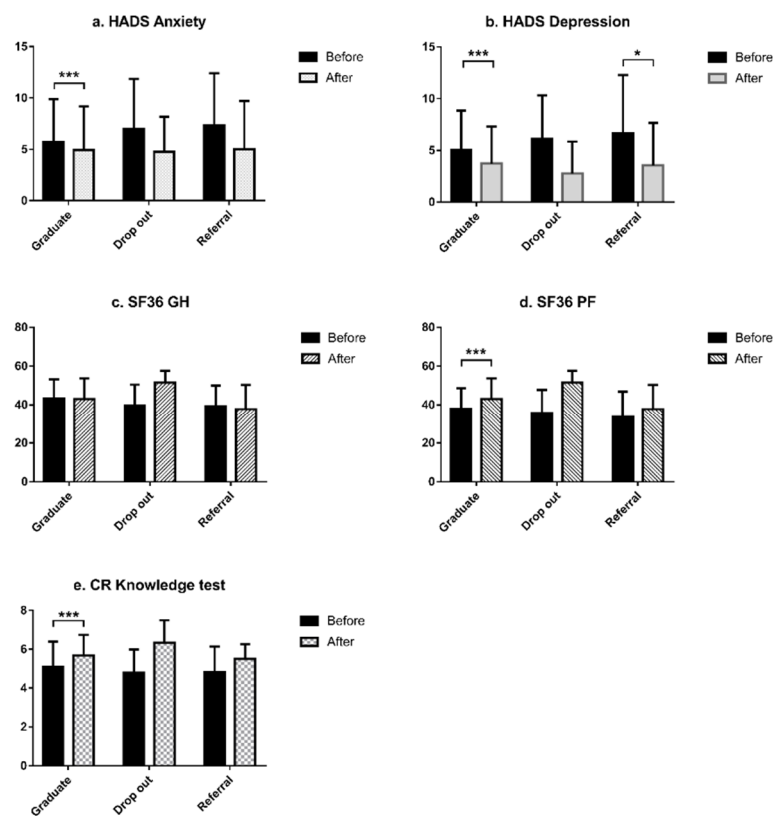 a. HADS Anxiety
15
10
5
0
***
Graduate
Drop out
Referral
Before
After
b. HADS Depression
15
10
5
0
***
*
Graduate
Drop out
Referral
Before
After
c. SF36 GH
80
60
40
20
0
Graduate
Drop out
Referral
Before
After
d. SF36 PF
80
60
40
20
0
***
Graduate
Drop out
Referral
Before
After
e. CR Knowledge test
8
6
4
2
0
***
Graduate
Drop out
Referral
Before
After